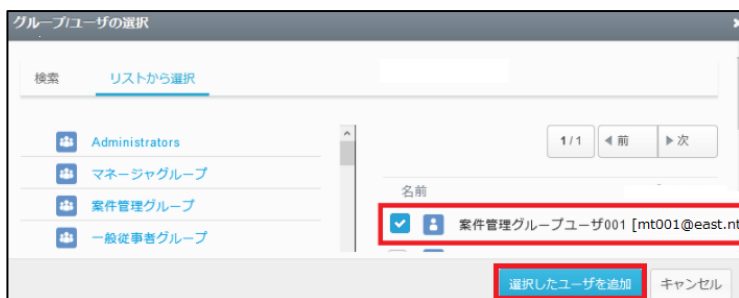 グループ/ユーザの選択
検索 リストから選択
Administrators
マネージャグループ
案件管理グループ
一般従事者グループ
1/1 ◀前 ▶次
名前
案件管理グループユーザ001 [mt001@east.nt
選択したユーザを追加 キャンセル